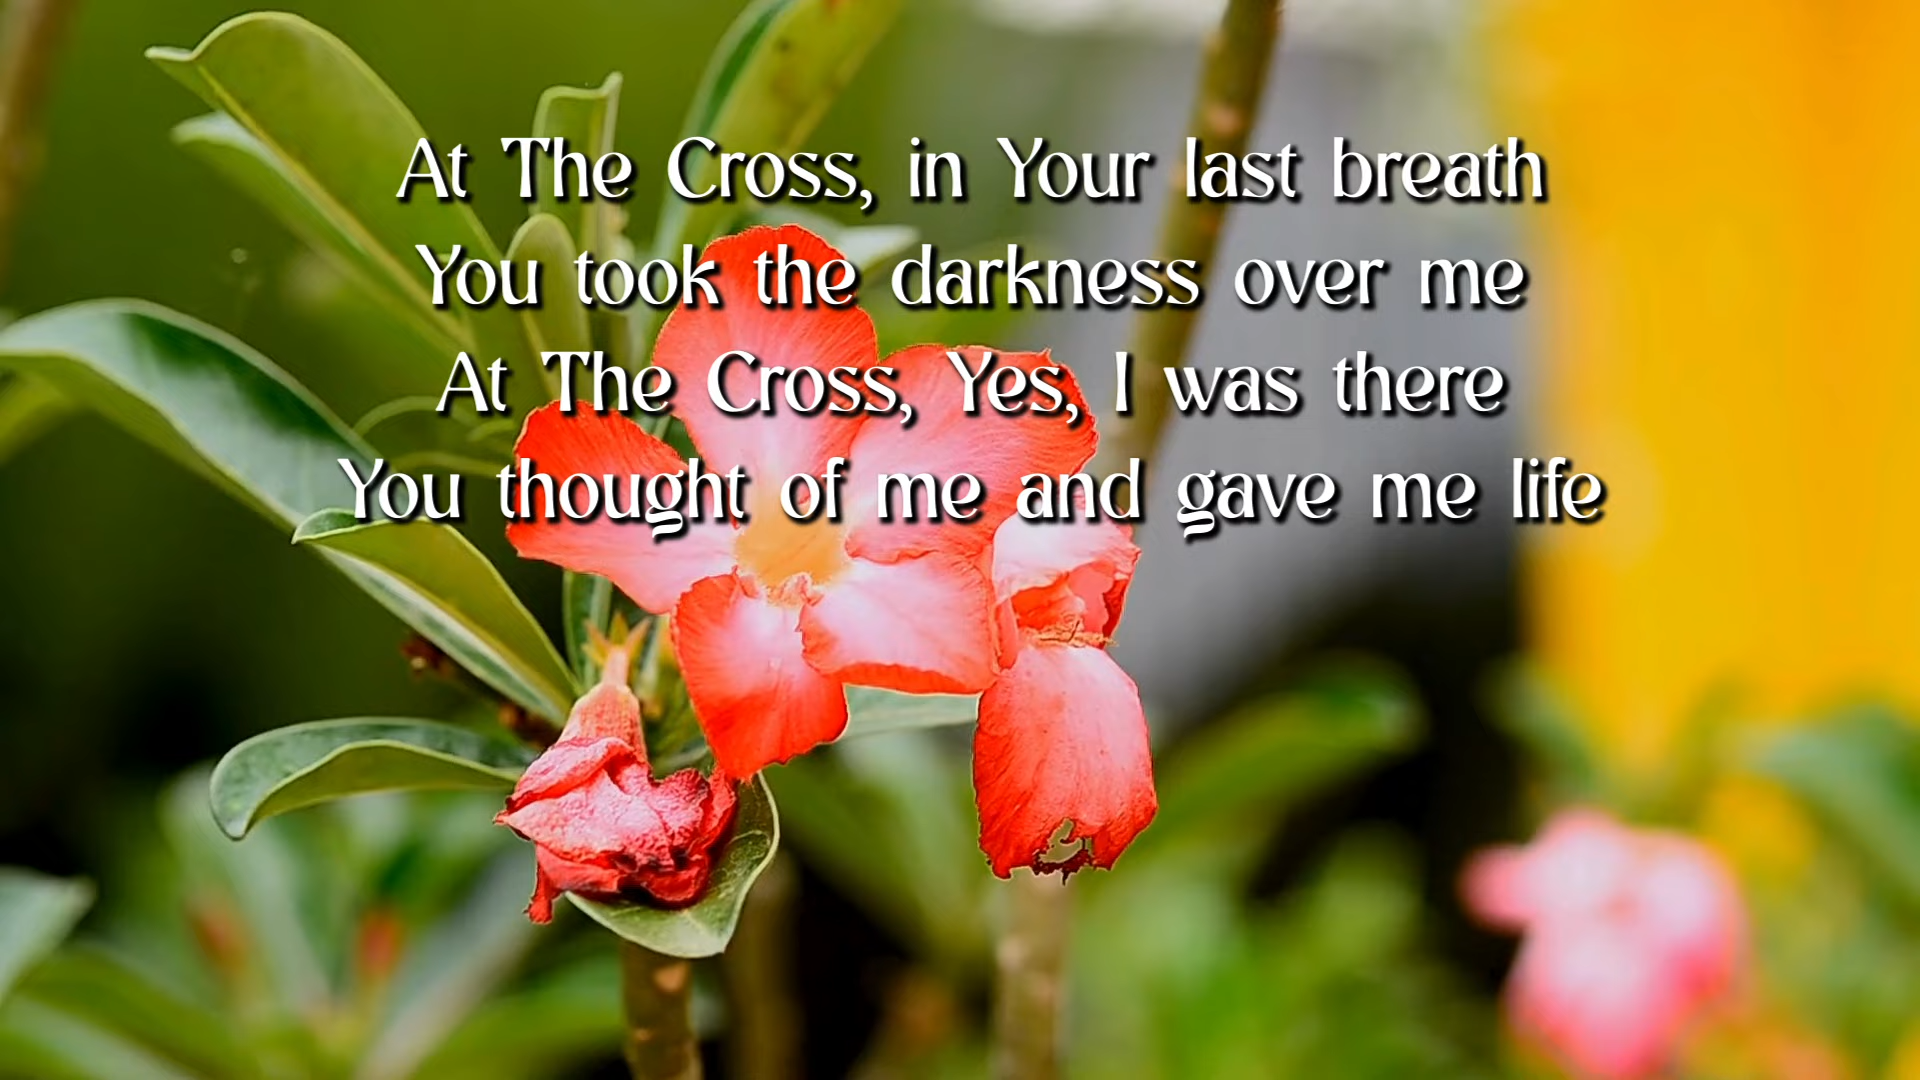 At The Cross, in Your last breath
You took the darkness over me
At The Cross, Yes, I was there
You thought of me and gave me life